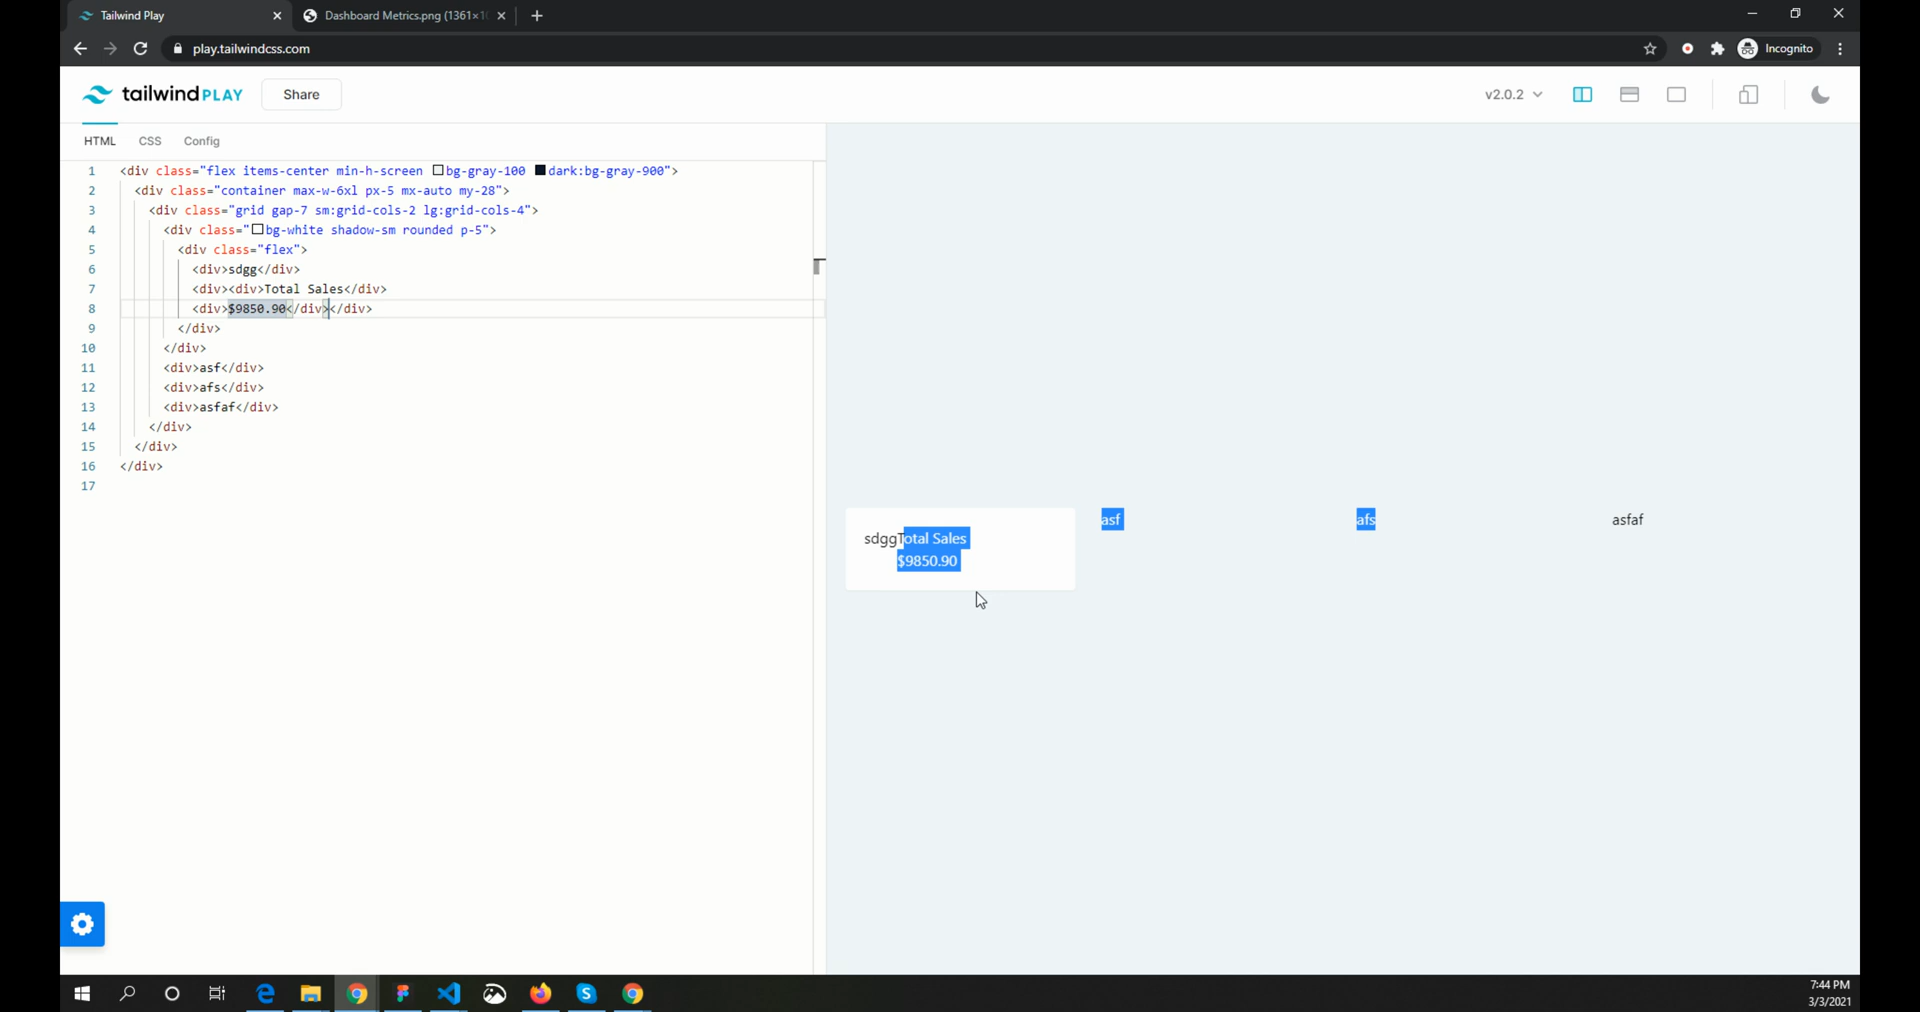 Tailwind Play
Dashboard Metrics.png (1361×10
play.tailwindcss.com
Incognito
tailwindPLAY
Share
v2.0.2
HTML CSS Config
1 <div class="flex items-center min-h-screen bg-gray-100 dark:bg-gray-900">
2 <div class="container max-w-6xl px-5 mx-auto my-28">
3 <div class="grid gap-7 sm:grid-cols-2 lg:grid-cols-4">
4 <div class="bg-white shadow-sm rounded p-5">
5 <div class="flex">
6 <div>sdgg</div>
7 <div><div>Total Sales</div>
8 <div>$9850.90</div></div>
9 </div>
10 </div>
11 <div>asf</div>
12 <div>afs</div>
13 <div>asfaf</div>
14 </div>
15 </div>
16 </div>
17
sdggTotal Sales
$9850.90
asf
afs
asfaf
7:44 PM
3/3/2021